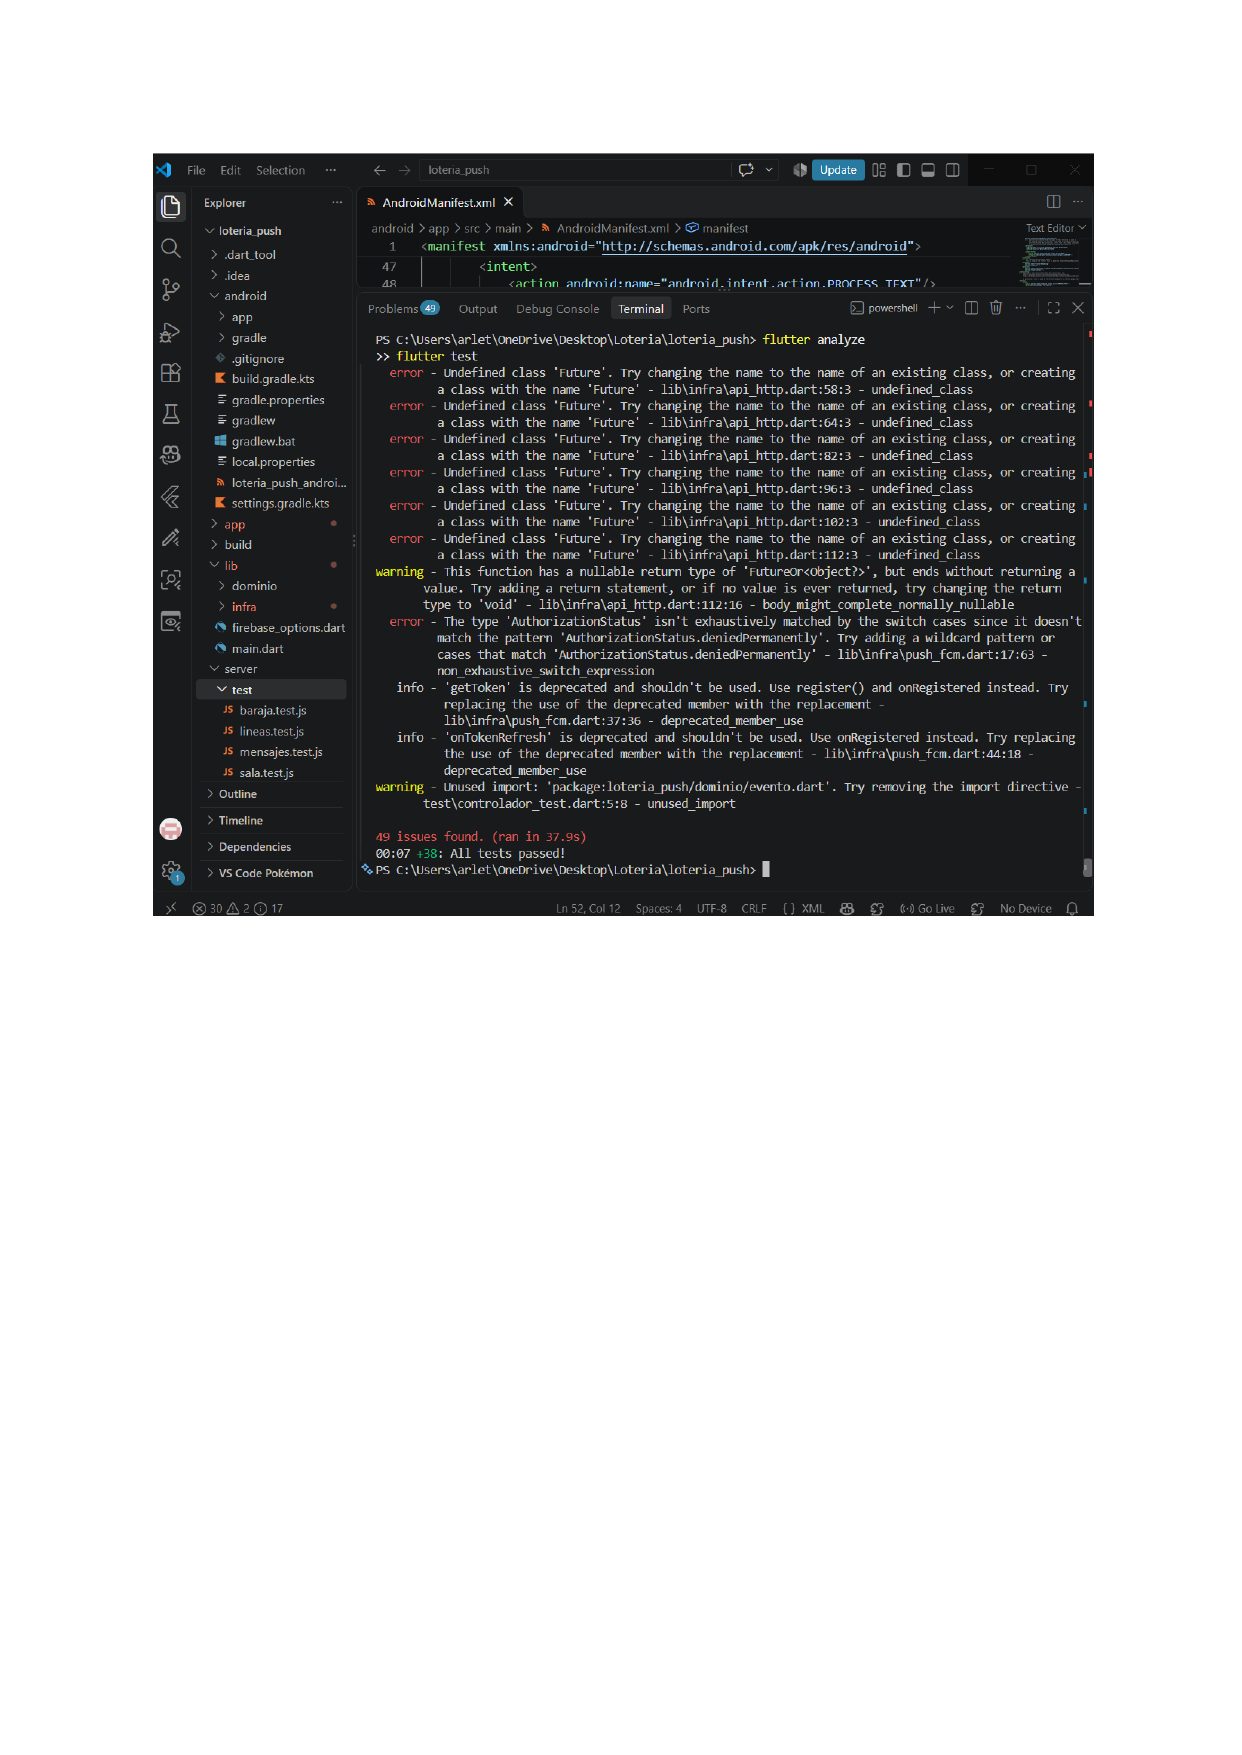 File Edit Selection ··· loteria_push Update
Explorer ···
loteria_push
.dart_tool
.idea
android
app
gradle
.gitignore
build.gradle.kts
gradle.properties
gradlew
gradlew.bat
local.properties
loteria_push_androi...
settings.gradle.kts
app
build
lib
dominio
infra
firebase_options.dart
main.dart
server
test
JS baraja.test.js
JS lineas.test.js
JS mensajes.test.js
JS sala.test.js
Outline
Timeline
Dependencies
VS Code Pokémon
1
AndroidManifest.xml
android > app > src > main > AndroidManifest.xml > manifest Text Editor
1 <manifest xmlns:android="http://schemas.android.com/apk/res/android">
47 <intent>
48 <action android:name="android.intent.action.PROCESS_TEXT"/>
Problems 49 Output Debug Console Terminal Ports powershell
PS C:\Users\arlet\OneDrive\Desktop\Loteria\loteria_push> flutter analyze
>> flutter test
error - Undefined class 'Future'. Try changing the name to the name of an existing class, or creating
a class with the name 'Future' - lib\infra\api_http.dart:58:3 - undefined_class
error - Undefined class 'Future'. Try changing the name to the name of an existing class, or creating
a class with the name 'Future' - lib\infra\api_http.dart:64:3 - undefined_class
error - Undefined class 'Future'. Try changing the name to the name of an existing class, or creating
a class with the name 'Future' - lib\infra\api_http.dart:82:3 - undefined_class
error - Undefined class 'Future'. Try changing the name to the name of an existing class, or creating
a class with the name 'Future' - lib\infra\api_http.dart:96:3 - undefined_class
error - Undefined class 'Future'. Try changing the name to the name of an existing class, or creating
a class with the name 'Future' - lib\infra\api_http.dart:102:3 - undefined_class
error - Undefined class 'Future'. Try changing the name to the name of an existing class, or creating
a class with the name 'Future' - lib\infra\api_http.dart:112:3 - undefined_class
warning - This function has a nullable return type of 'FutureOr<Object?>', but ends without returning a
value. Try adding a return statement, or if no value is ever returned, try changing the return
type to 'void' - lib\infra\api_http.dart:112:16 - body_might_complete_normally_nullable
error - The type 'AuthorizationStatus' isn't exhaustively matched by the switch cases since it doesn't
match the pattern 'AuthorizationStatus.deniedPermanently'. Try adding a wildcard pattern or
cases that match 'AuthorizationStatus.deniedPermanently' - lib\infra\push_fcm.dart:17:63 -
non_exhaustive_switch_expression
info - 'getToken' is deprecated and shouldn't be used. Use register() and onRegistered instead. Try
replacing the use of the deprecated member with the replacement -
lib\infra\push_fcm.dart:37:36 - deprecated_member_use
info - 'onTokenRefresh' is deprecated and shouldn't be used. Use onRegistered instead. Try replacing
the use of the deprecated member with the replacement - lib\infra\push_fcm.dart:44:18 -
deprecated_member_use
warning - Unused import: 'package:loteria_push/dominio/evento.dart'. Try removing the import directive -
test\controlador_test.dart:5:8 - unused_import
49 issues found. (ran in 37.9s)
00:07 +38: All tests passed!
PS C:\Users\arlet\OneDrive\Desktop\Loteria\loteria_push>
30 2 17 Ln 52, Col 12 Spaces: 4 UTF-8 CRLF {} XML Go Live No Device